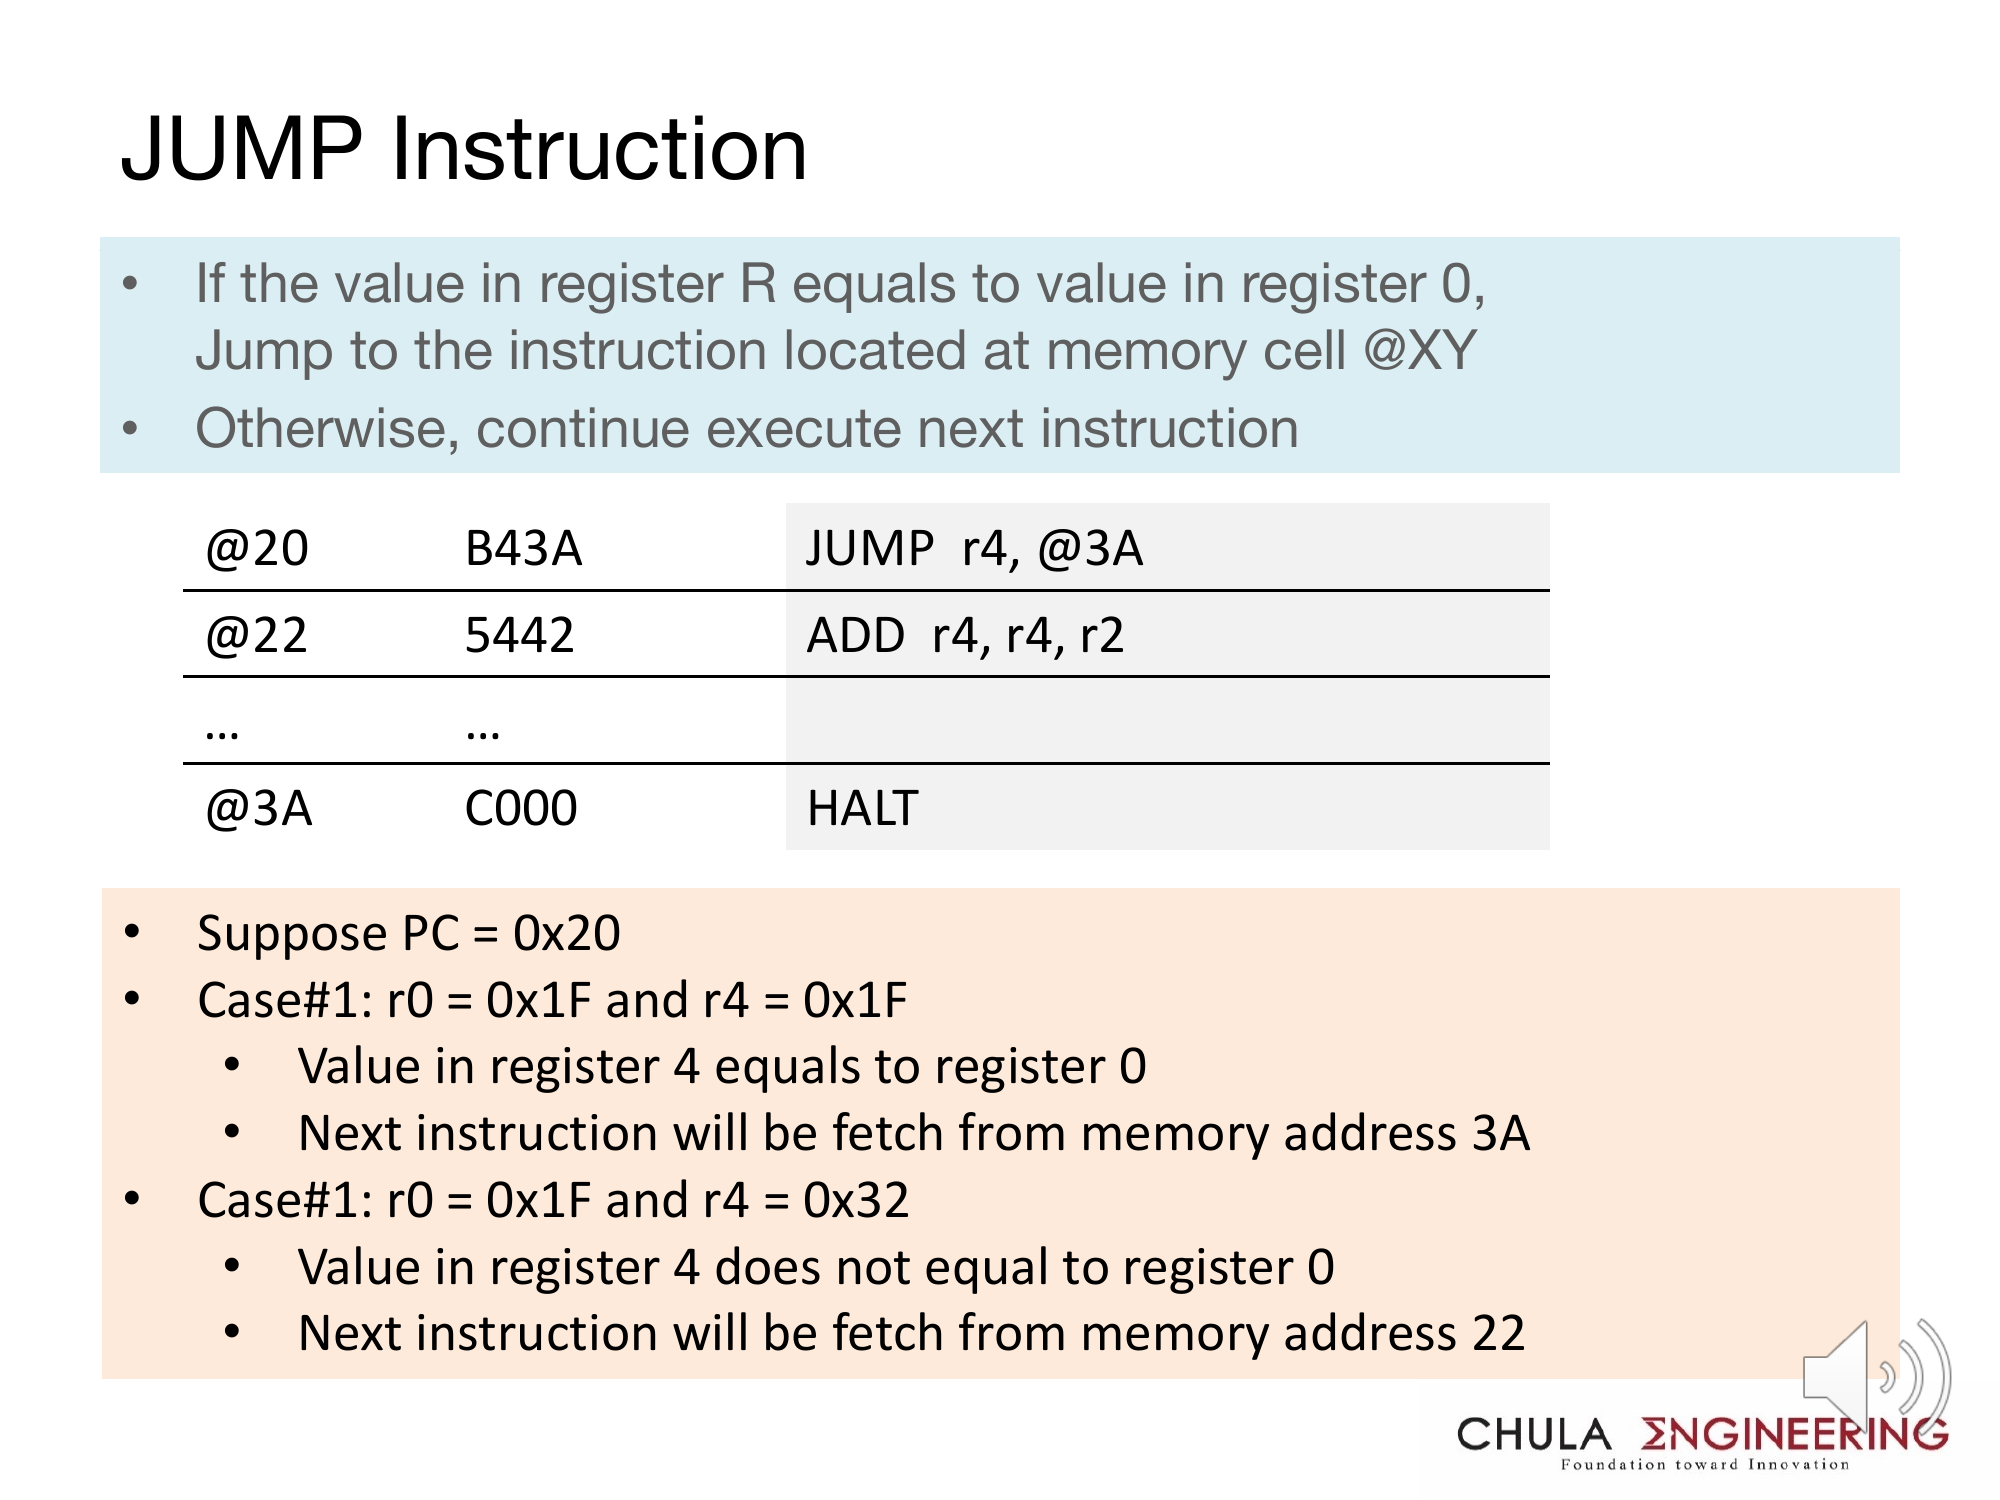 JUMP Instruction
• If the value in register R equals to value in register 0,
Jump to the instruction located at memory cell @XY
• Otherwise, continue execute next instruction
@20 B43A JUMP r4, @3A
@22 5442 ADD r4, r4, r2
... ...
@3A C000 HALT
• Suppose PC = 0x20
• Case#1: r0 = 0x1F and r4 = 0x1F
• Value in register 4 equals to register 0
• Next instruction will be fetch from memory address 3A
• Case#1: r0 = 0x1F and r4 = 0x32
• Value in register 4 does not equal to register 0
• Next instruction will be fetch from memory address 22
CHULA ΣNGINEERING
Foundation toward Innovation